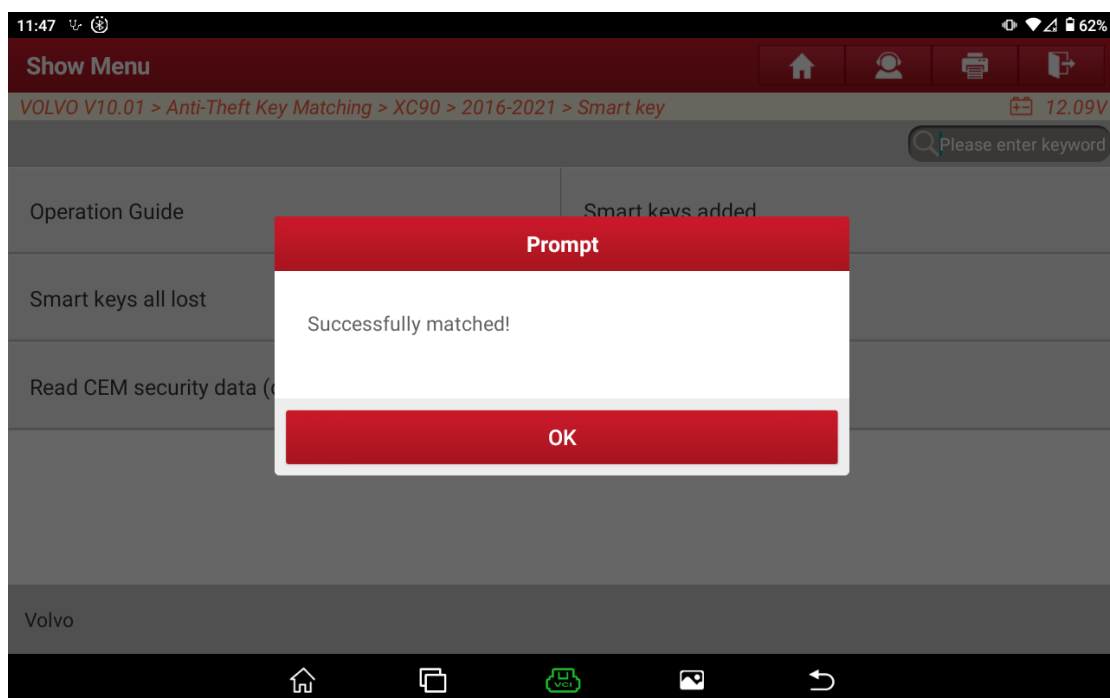 11:47
62%
Show Menu
VOLVO V10.01 > Anti-Theft Key Matching > XC90 > 2016-2021 > Smart key
12.09V
Please enter keyword
Operation Guide
Smart keys added
Prompt
Smart keys all lost
Successfully matched!
Read CEM security data (
OK
Volvo
VCI